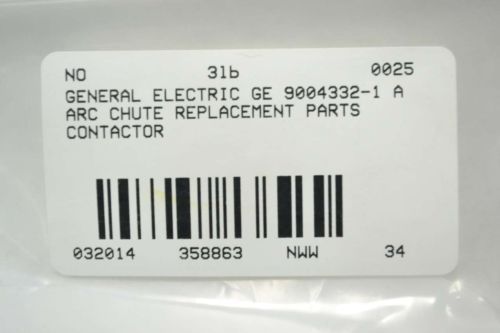 NO 31b 0025
GENERAL ELECTRIC GE 9004332-1 A
ARC CHUTE REPLACEMENT PARTS
CONTACTOR
032014 358863 NWW 34